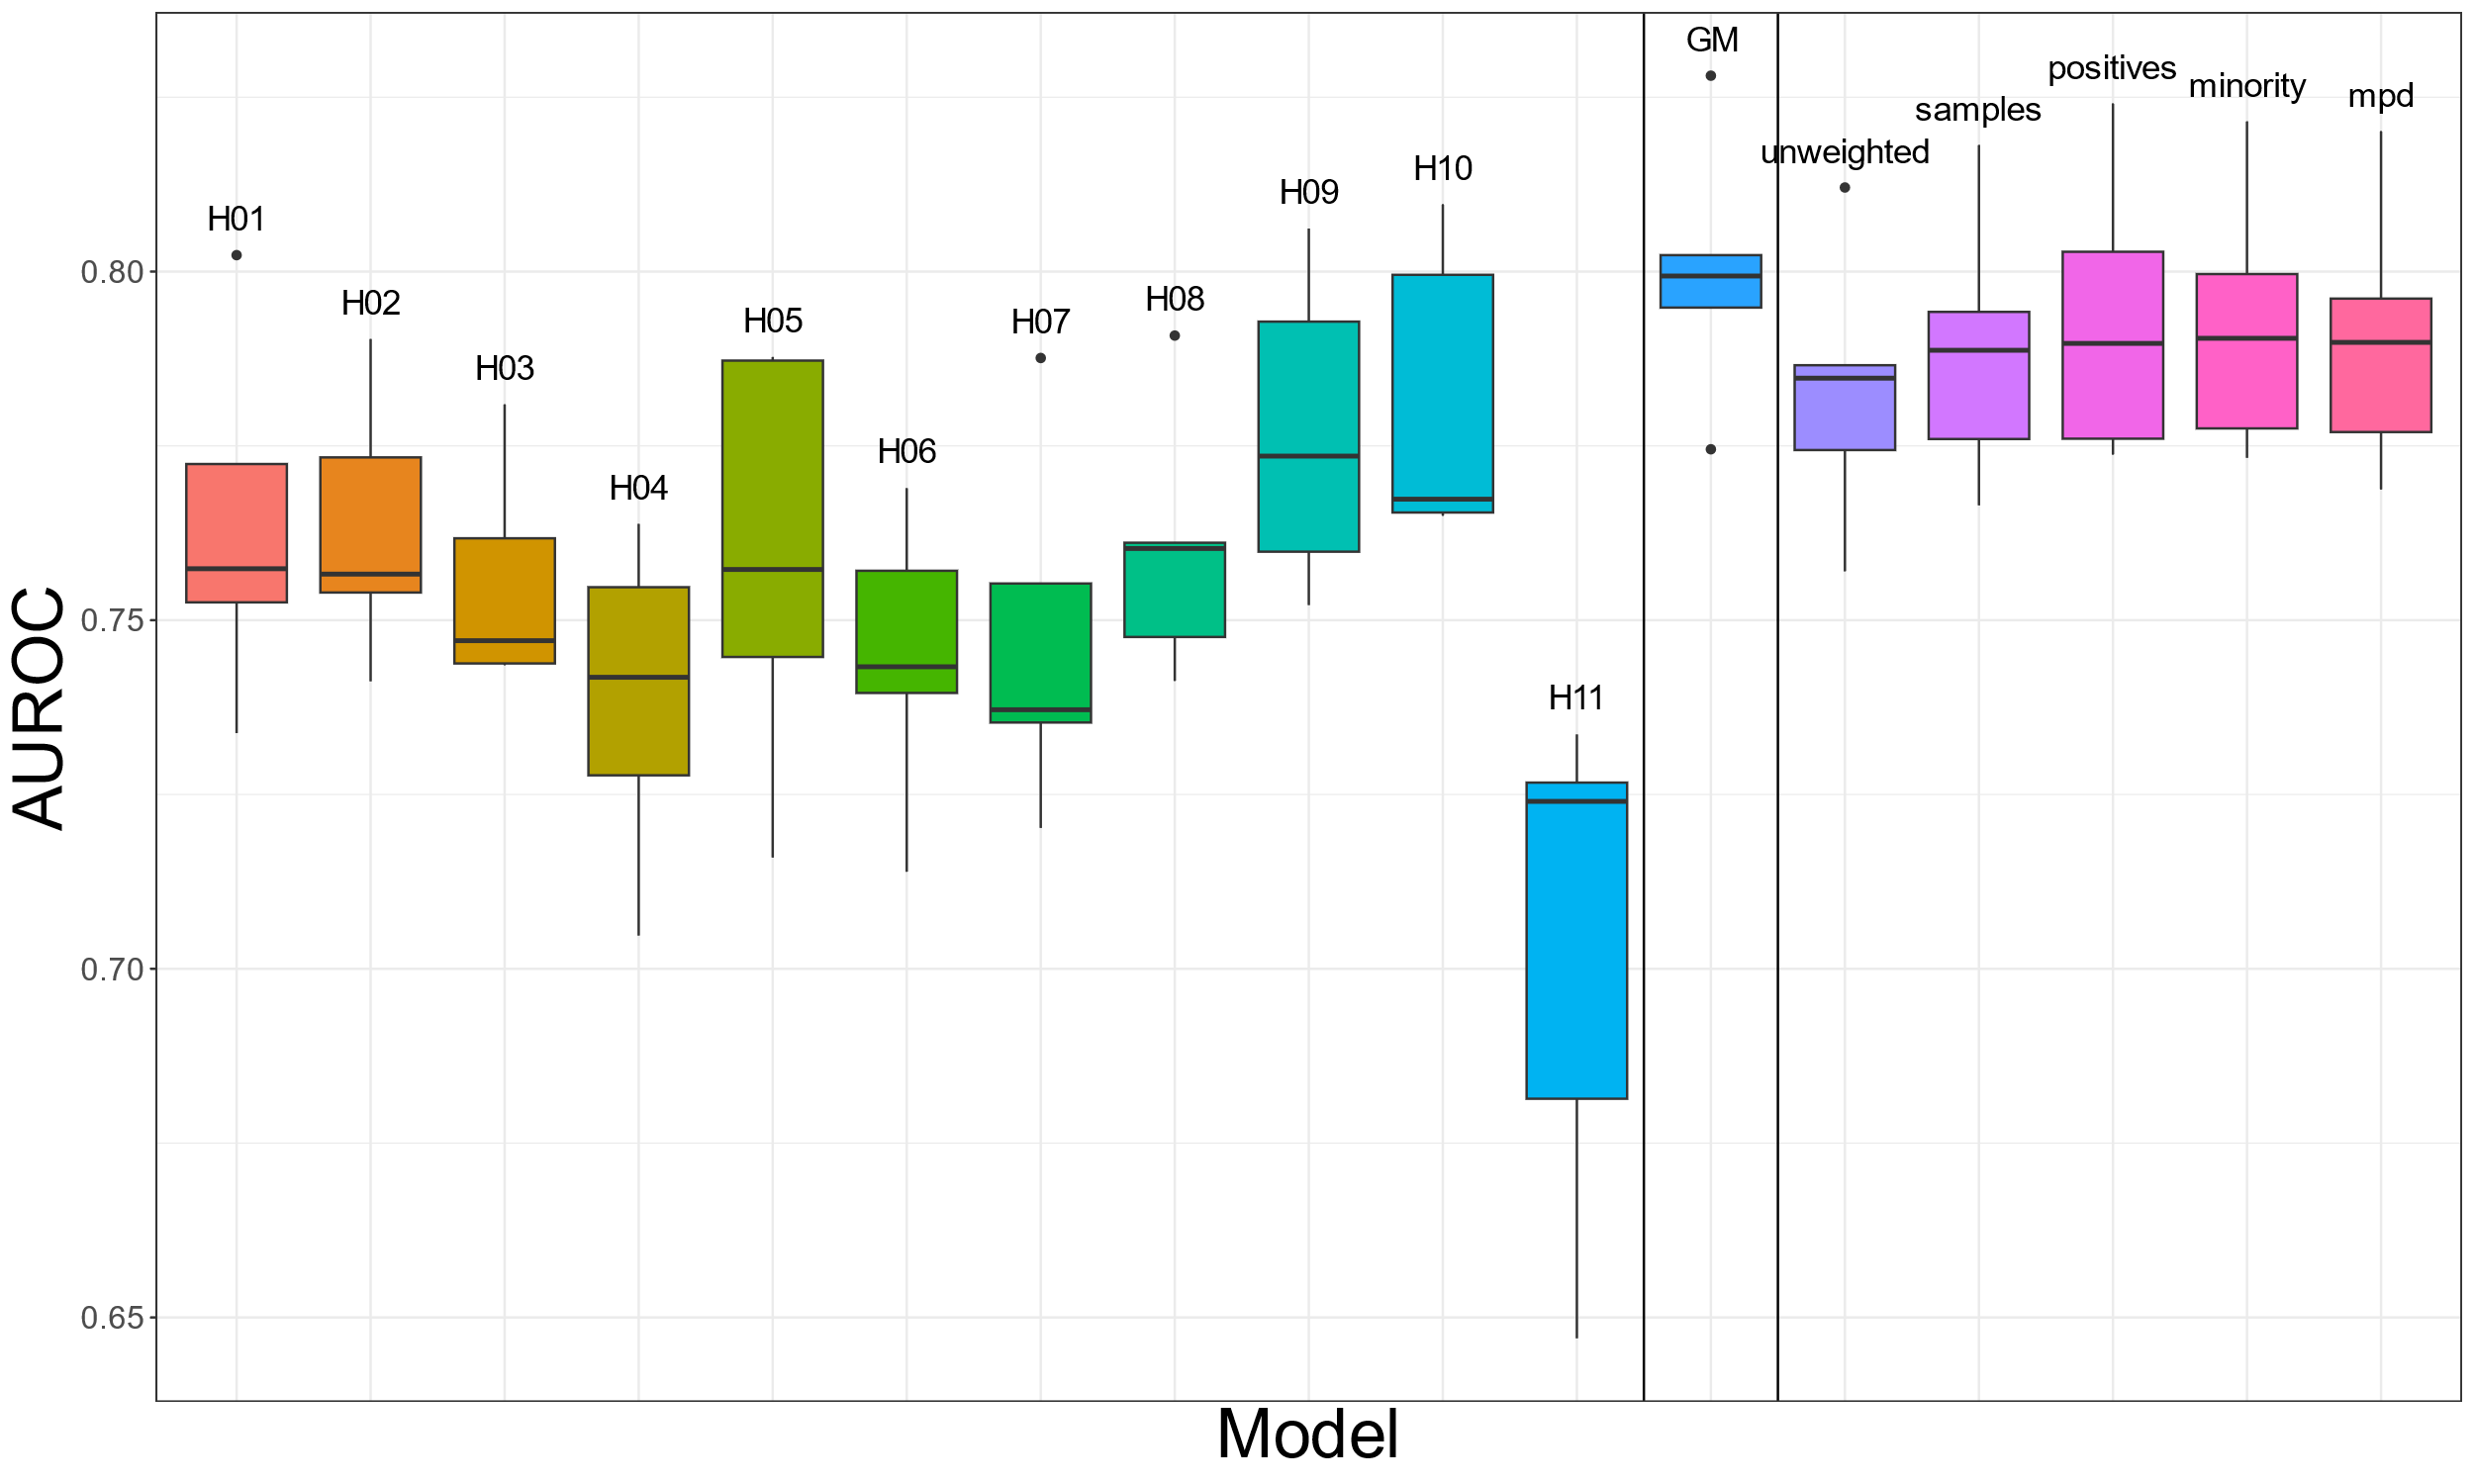 GM
positives
minority
mpd
samples
unweighted
H10
H09
H01
H02
H08
H05
H07
H03
H06
H04
H11
0.80
0.75
0.70
0.65
AUROC
Model